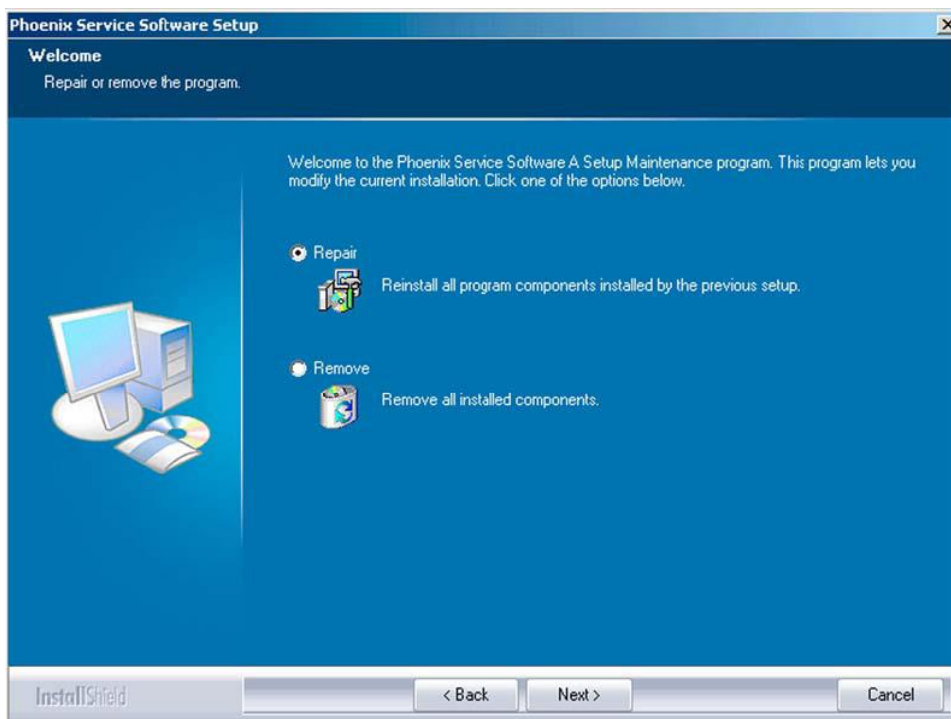 Phoenix Service Software Setup
Welcome
Repair or remove the program.
Welcome to the Phoenix Service Software A Setup Maintenance program. This program lets you
modify the current installation. Click one of the options below.
Repair
Reinstall all program components installed by the previous setup.
Remove
Remove all installed components.
InstallShield
< Back
Next >
Cancel